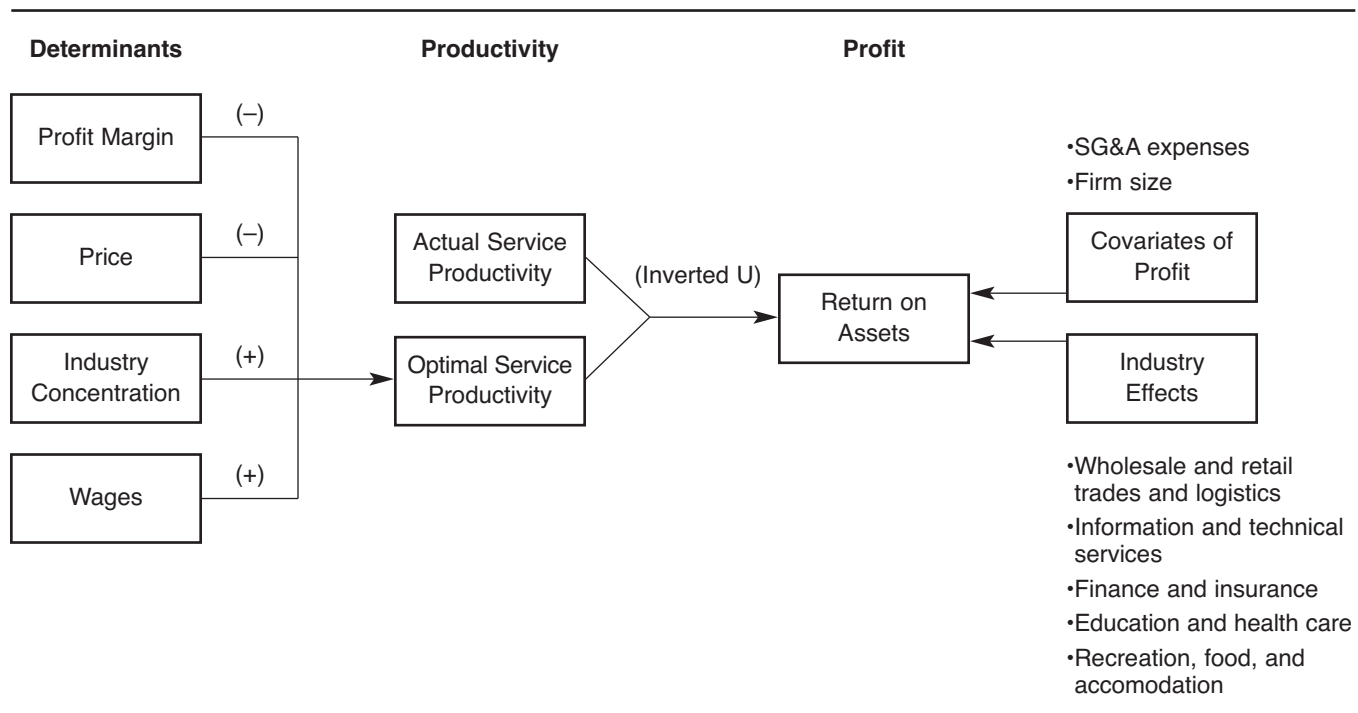 Determinants
Productivity
Profit
Profit Margin
(–)
Price
(–)
Industry
Concentration
(+)
Wages
(+)
Actual Service
Productivity
Optimal Service
Productivity
(Inverted U)
Return on
Assets
•SG&A expenses
•Firm size
Covariates of
Profit
Industry
Effects
•Wholesale and retail
trades and logistics
•Information and technical
services
•Finance and insurance
•Education and health care
•Recreation, food, and
accomodation